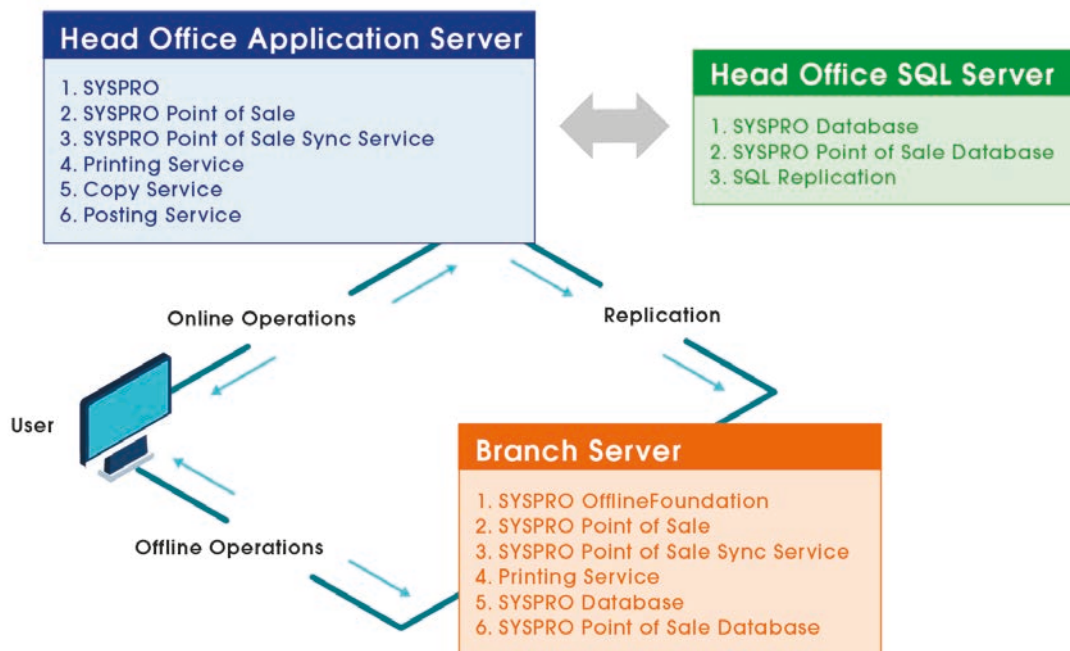 Head Office Application Server
1. SYSPRO
2. SYSPRO Point of Sale
3. SYSPRO Point of Sale Sync Service
4. Printing Service
5. Copy Service
6. Posting Service
Head Office SQL Server
1. SYSPRO Database
2. SYSPRO Point of Sale Database
3. SQL Replication
Online Operations
Replication
User
Offline Operations
Branch Server
1. SYSPRO OfflineFoundation
2. SYSPRO Point of Sale
3. SYSPRO Point of Sale Sync Service
4. Printing Service
5. SYSPRO Database
6. SYSPRO Point of Sale Database